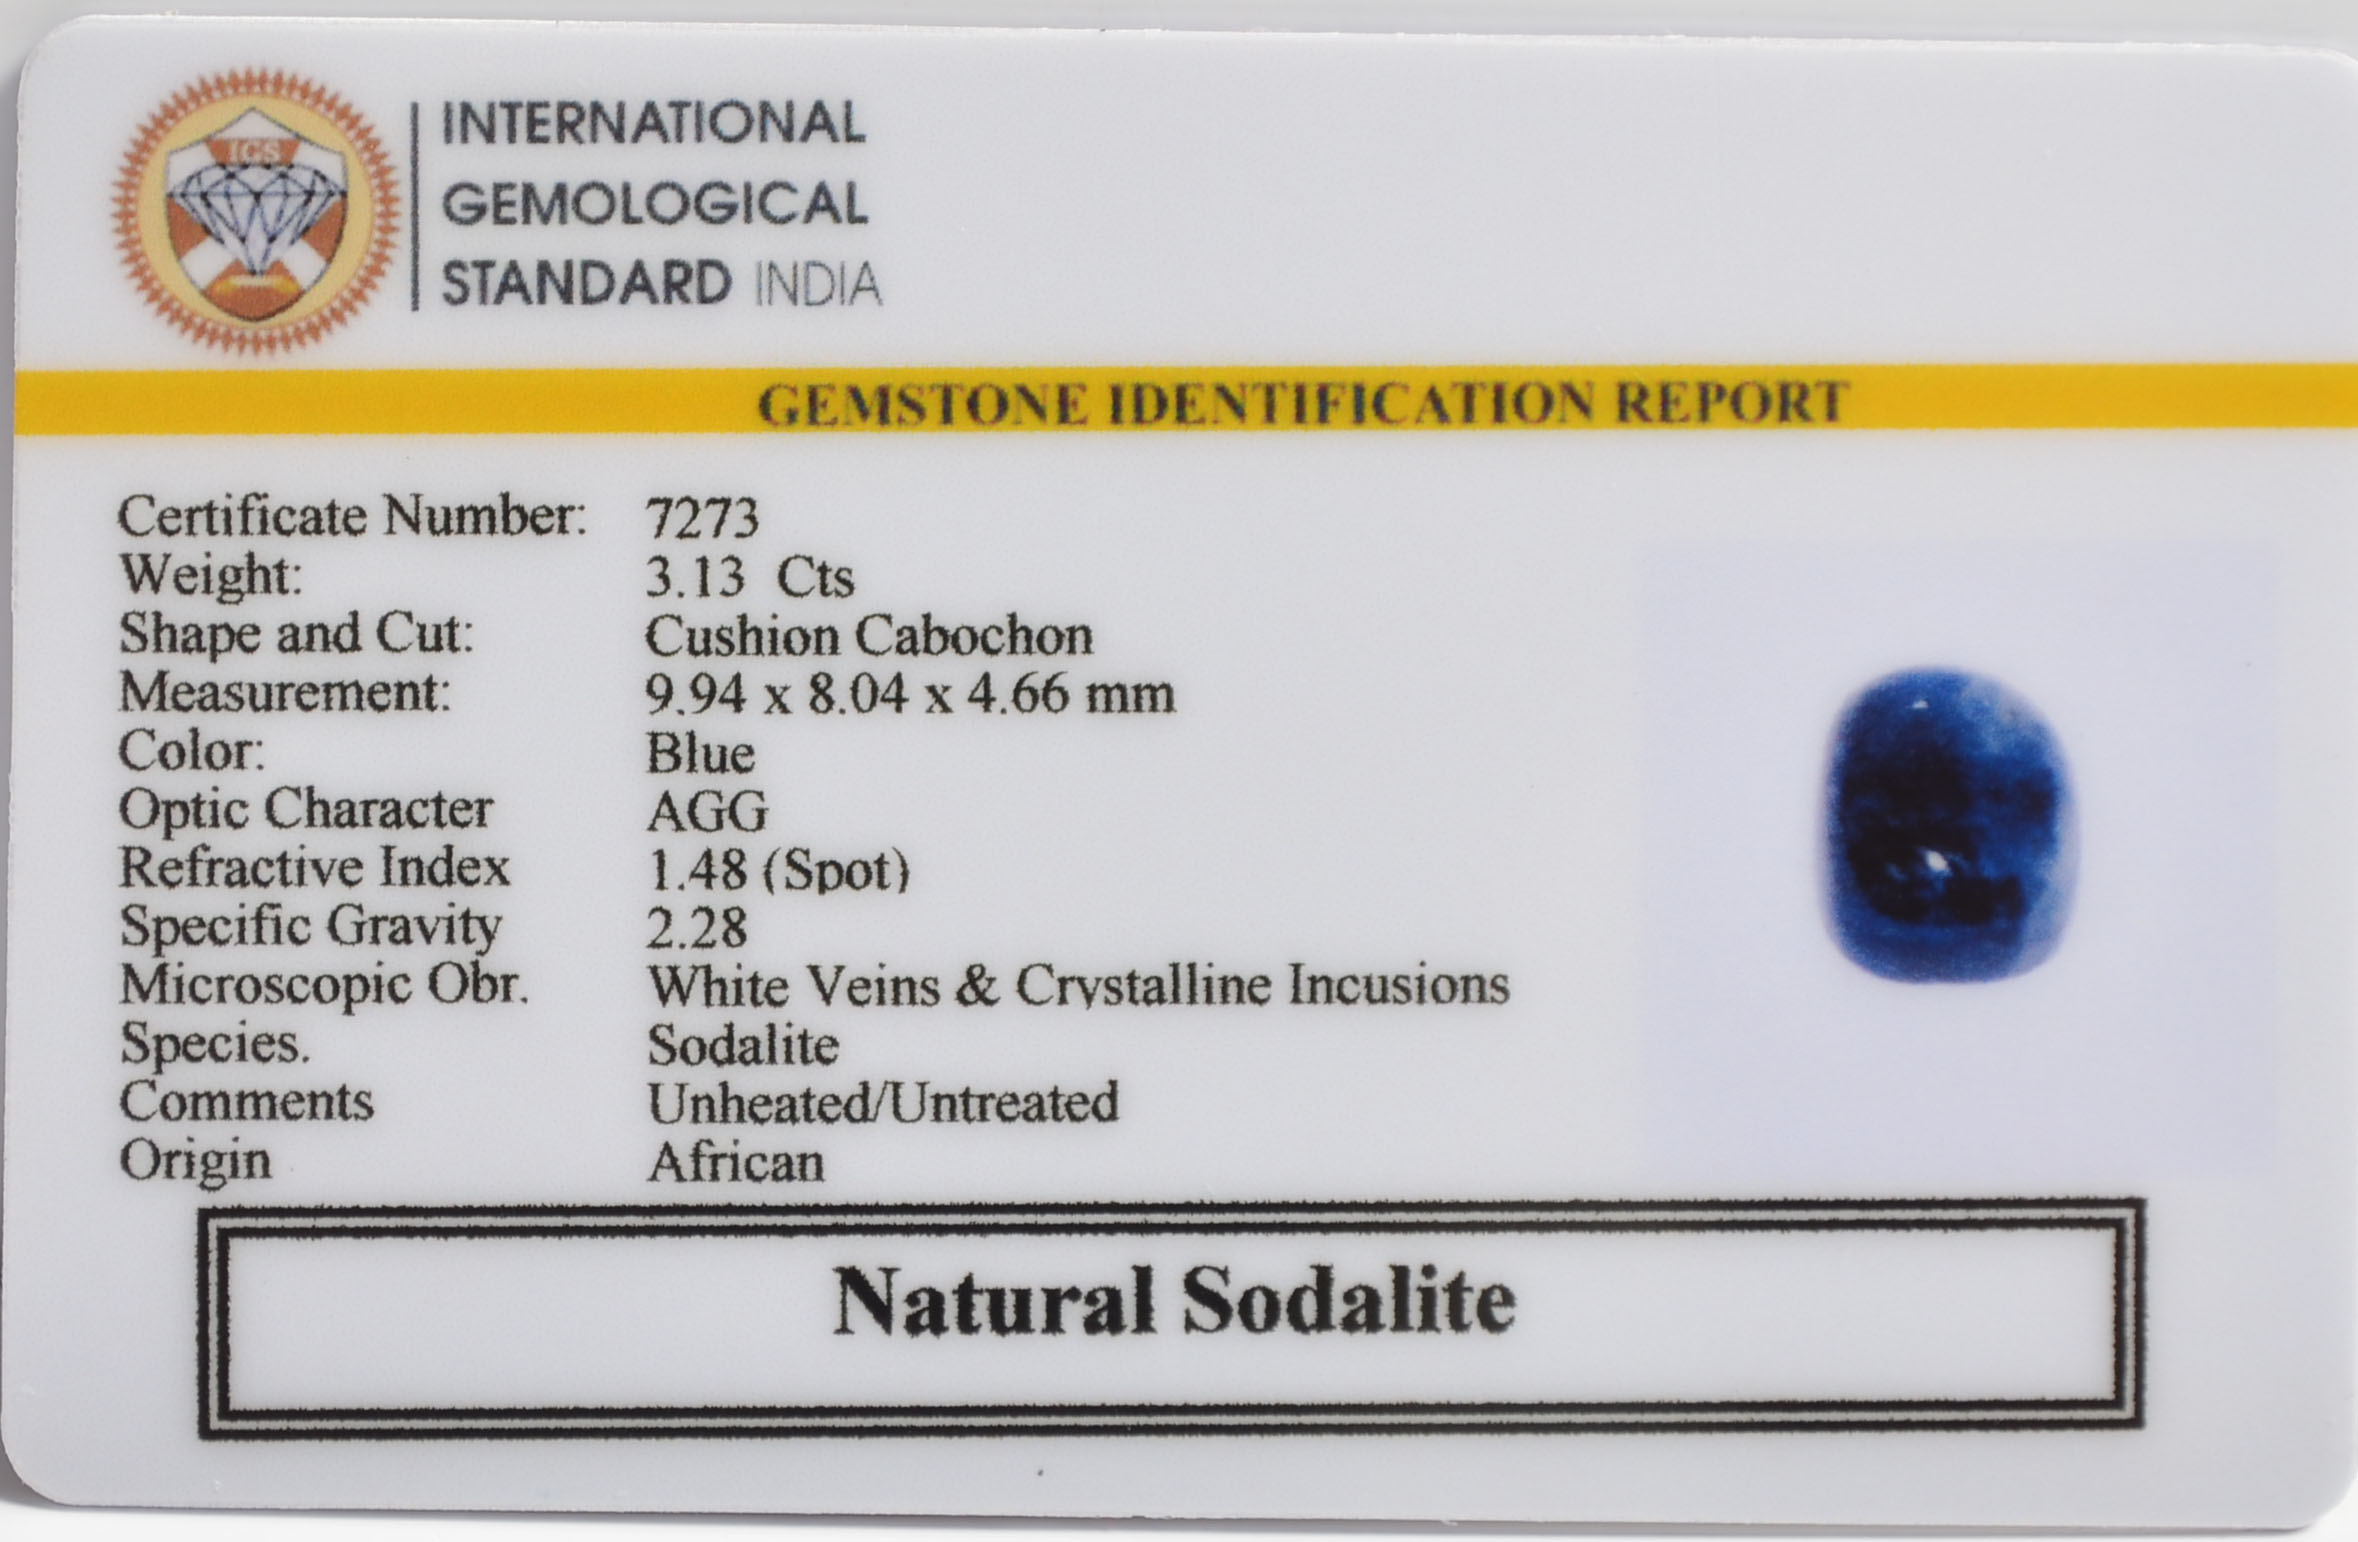 ICS
INTERNATIONAL
GEMOLOGICAL
STANDARD INDIA
GEMSTONE IDENTIFICATION REPORT
Certificate Number: 7273
Weight: 3.13 Cts
Shape and Cut: Cushion Cabochon
Measurement: 9.94 x 8.04 x 4.66 mm
Color: Blue
Optic Character AGG
Refractive Index 1.48 (Spot)
Specific Gravity 2.28
Microscopic Obr. White Veins & Crystalline Incusions
Species. Sodalite
Comments Unheated/Untreated
Origin African
Natural Sodalite